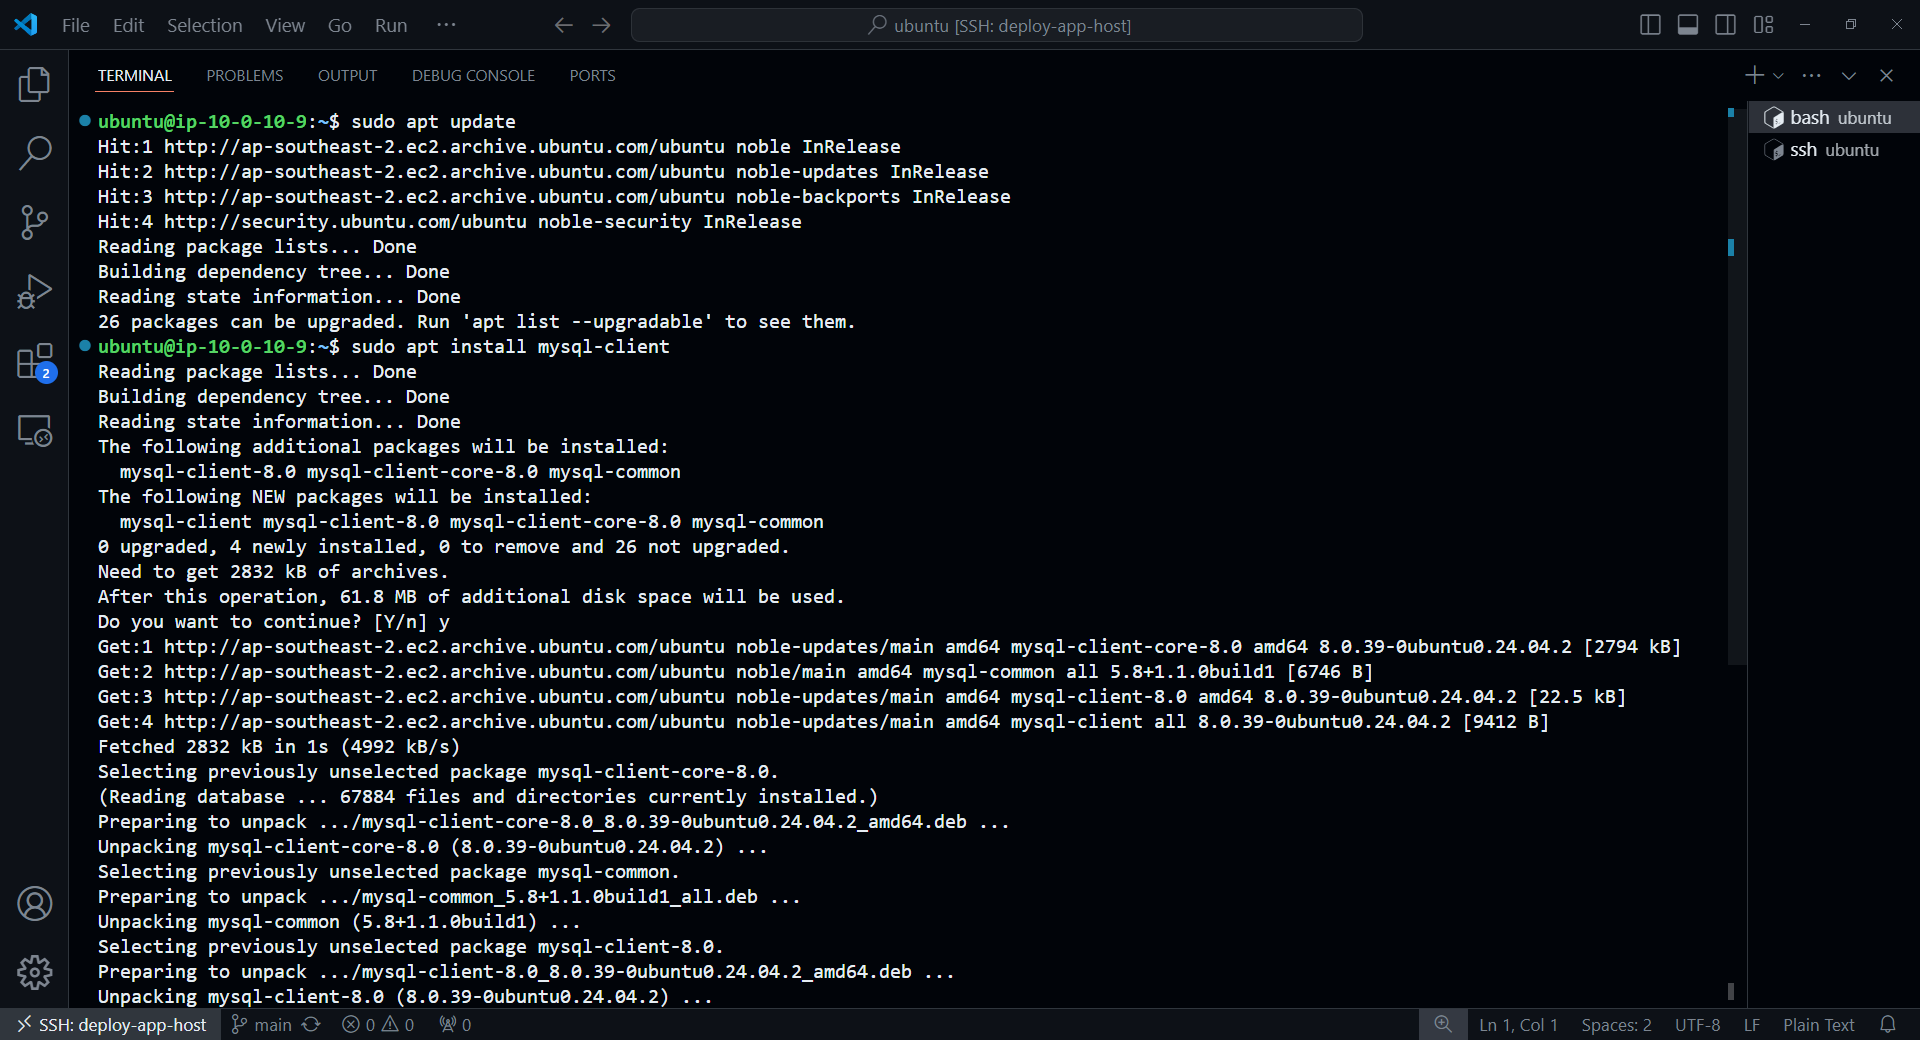 File Edit Selection View Go Run ···
ubuntu [SSH: deploy-app-host]
TERMINAL PROBLEMS OUTPUT DEBUG CONSOLE PORTS
ubuntu@ip-10-0-10-9:~$ sudo apt update
Hit:1 http://ap-southeast-2.ec2.archive.ubuntu.com/ubuntu noble InRelease
Hit:2 http://ap-southeast-2.ec2.archive.ubuntu.com/ubuntu noble-updates InRelease
Hit:3 http://ap-southeast-2.ec2.archive.ubuntu.com/ubuntu noble-backports InRelease
Hit:4 http://security.ubuntu.com/ubuntu noble-security InRelease
Reading package lists... Done
Building dependency tree... Done
Reading state information... Done
26 packages can be upgraded. Run 'apt list --upgradable' to see them.
ubuntu@ip-10-0-10-9:~$ sudo apt install mysql-client
Reading package lists... Done
Building dependency tree... Done
Reading state information... Done
The following additional packages will be installed:
  mysql-client-8.0 mysql-client-core-8.0 mysql-common
The following NEW packages will be installed:
  mysql-client mysql-client-8.0 mysql-client-core-8.0 mysql-common
0 upgraded, 4 newly installed, 0 to remove and 26 not upgraded.
Need to get 2832 kB of archives.
After this operation, 61.8 MB of additional disk space will be used.
Do you want to continue? [Y/n] y
Get:1 http://ap-southeast-2.ec2.archive.ubuntu.com/ubuntu noble-updates/main amd64 mysql-client-core-8.0 amd64 8.0.39-0ubuntu0.24.04.2 [2794 kB]
Get:2 http://ap-southeast-2.ec2.archive.ubuntu.com/ubuntu noble/main amd64 mysql-common all 5.8+1.1.0build1 [6746 B]
Get:3 http://ap-southeast-2.ec2.archive.ubuntu.com/ubuntu noble-updates/main amd64 mysql-client-8.0 amd64 8.0.39-0ubuntu0.24.04.2 [22.5 kB]
Get:4 http://ap-southeast-2.ec2.archive.ubuntu.com/ubuntu noble-updates/main amd64 mysql-client all 8.0.39-0ubuntu0.24.04.2 [9412 B]
Fetched 2832 kB in 1s (4992 kB/s)
Selecting previously unselected package mysql-client-core-8.0.
(Reading database ... 67884 files and directories currently installed.)
Preparing to unpack .../mysql-client-core-8.0_8.0.39-0ubuntu0.24.04.2_amd64.deb ...
Unpacking mysql-client-core-8.0 (8.0.39-0ubuntu0.24.04.2) ...
Selecting previously unselected package mysql-common.
Preparing to unpack .../mysql-common_5.8+1.1.0build1_all.deb ...
Unpacking mysql-common (5.8+1.1.0build1) ...
Selecting previously unselected package mysql-client-8.0.
Preparing to unpack .../mysql-client-8.0_8.0.39-0ubuntu0.24.04.2_amd64.deb ...
Unpacking mysql-client-8.0 (8.0.39-0ubuntu0.24.04.2) ...
bash ubuntu
ssh ubuntu
2
SSH: deploy-app-host main 0 0 0
Ln 1, Col 1 Spaces: 2 UTF-8 LF Plain Text